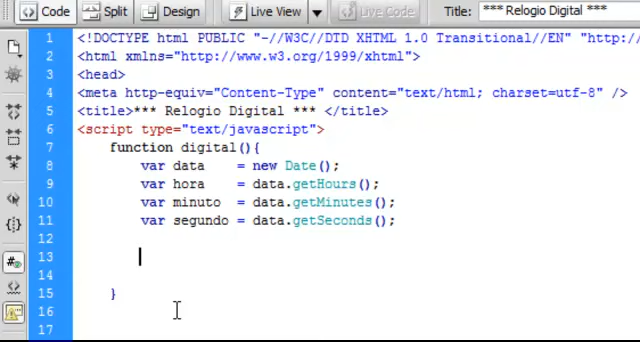 Code Split Design Live View Live Code Title: *** Relogio Digital ***
1 <!DOCTYPE html PUBLIC "-//W3C//DTD XHTML 1.0 Transitional//EN" "http:/
2 <html xmlns="http://www.w3.org/1999/xhtml">
3 <head>
4 <meta http-equiv="Content-Type" content="text/html; charset=utf-8" />
5 <title>*** Relogio Digital *** </title>
6 <script type="text/javascript">
7 function digital(){
8 var data = new Date();
9 var hora = data.getHours();
10 var minuto = data.getMinutes();
11 var segundo = data.getSeconds();
12
13
14
15 }
16
17